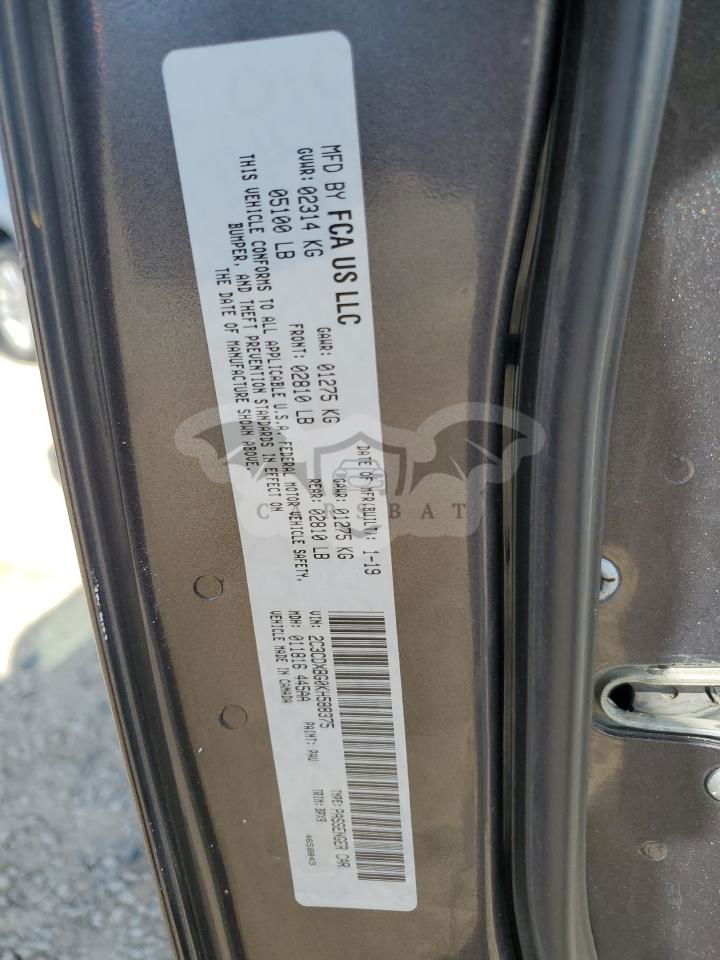 MFD BY FCA US LLC
DATE OF MFR(BUILT): 1-19
GVWR: 02314 KG
GAWR: 01275 KG
GAWR: 01275 KG
05100 LB
FRONT: 02810 LB
REAR: 02810 LB
THIS VEHICLE CONFORMS TO ALL APPLICABLE U.S.A. FEDERAL MOTOR VEHICLE SAFETY,
BUMPER, AND THEFT PREVENTION STANDARDS IN EFFECT ON
THE DATE OF MANUFACTURE SHOWN ABOVE.
VIN: 2C3CDXBG0KH588375
TYPE: PASSENGER CAR
MDH: 011816 445AA
PAINT: PAU
TRIM: BPX9
VEHICLE MADE IN CANADA
4658843
CARSBAT